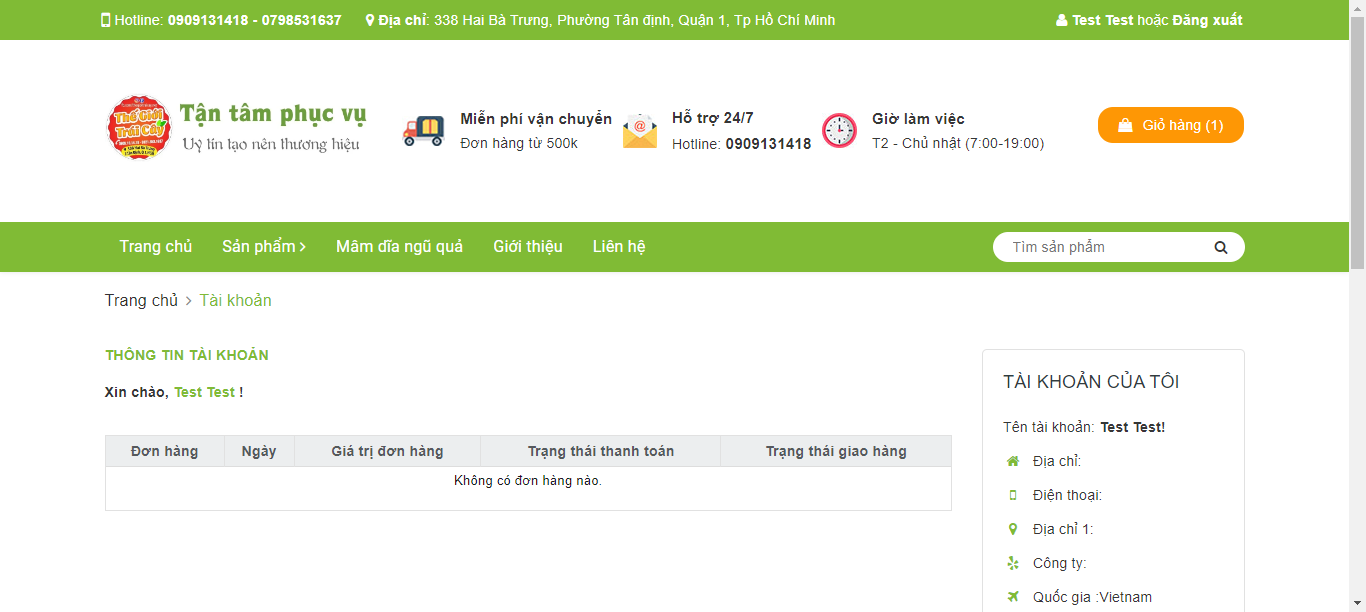 Hotline: 0909131418 - 0798531637 Địa chỉ: 338 Hai Bà Trưng, Phường Tân định, Quận 1, Tp Hồ Chí Minh Test Test hoặc Đăng xuất
Thế Giới
Trái Cây
Tận tâm phục vụ
Uỷ tín tạo nên thương hiệu
Miễn phí vận chuyển
Đơn hàng từ 500k
Hỗ trợ 24/7
Hotline: 0909131418
Giờ làm việc
T2 - Chủ nhật (7:00-19:00)
Giỏ hàng (1)
Trang chủ Sản phẩm Mâm dĩa ngũ quả Giới thiệu Liên hệ Tìm sản phẩm
Trang chủ > Tài khoản
THÔNG TIN TÀI KHOẢN
Xin chào, Test Test !
Đơn hàng Ngày Giá trị đơn hàng Trạng thái thanh toán Trạng thái giao hàng
Không có đơn hàng nào.
TÀI KHOẢN CỦA TÔI
Tên tài khoản: Test Test!
Địa chỉ:
Điện thoại:
Địa chỉ 1:
Công ty:
Quốc gia :Vietnam